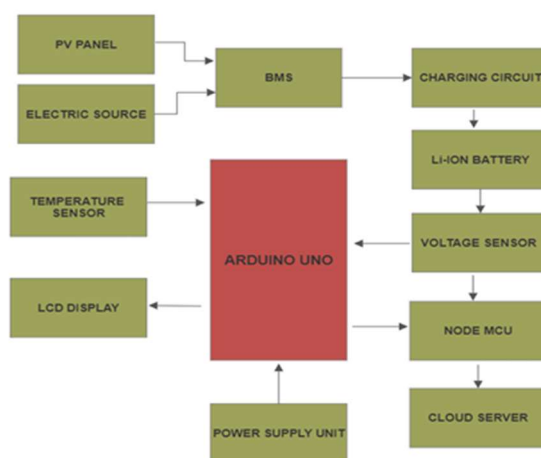 PV PANEL
BMS
CHARGING CIRCUIT
ELECTRIC SOURCE
LI-ION BATTERY
TEMPERATURE
SENSOR
VOLTAGE SENSOR
ARDUINO UNO
LCD DISPLAY
NODE MCU
POWER SUPPLY UNIT
CLOUD SERVER